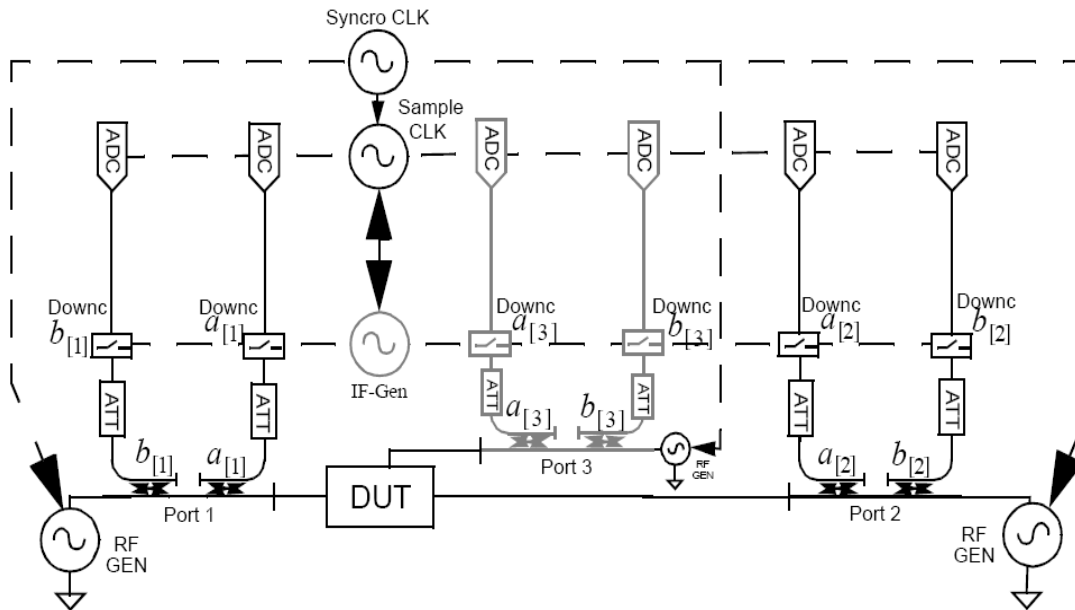 Syncro CLK
Sample
CLK
ADC ADC ADC ADC ADC ADC
Downc Downc Downc Downc Downc Downc
b[1] a[1] a[3] b[3] a[2] b[2]
IF-Gen
ATT ATT ATT ATT ATT ATT
a[3] b[3]
b[1] a[1] a[2] b[2]
Port 3
RF
GEN
DUT
Port 1 Port 2
RF
GEN
RF
GEN